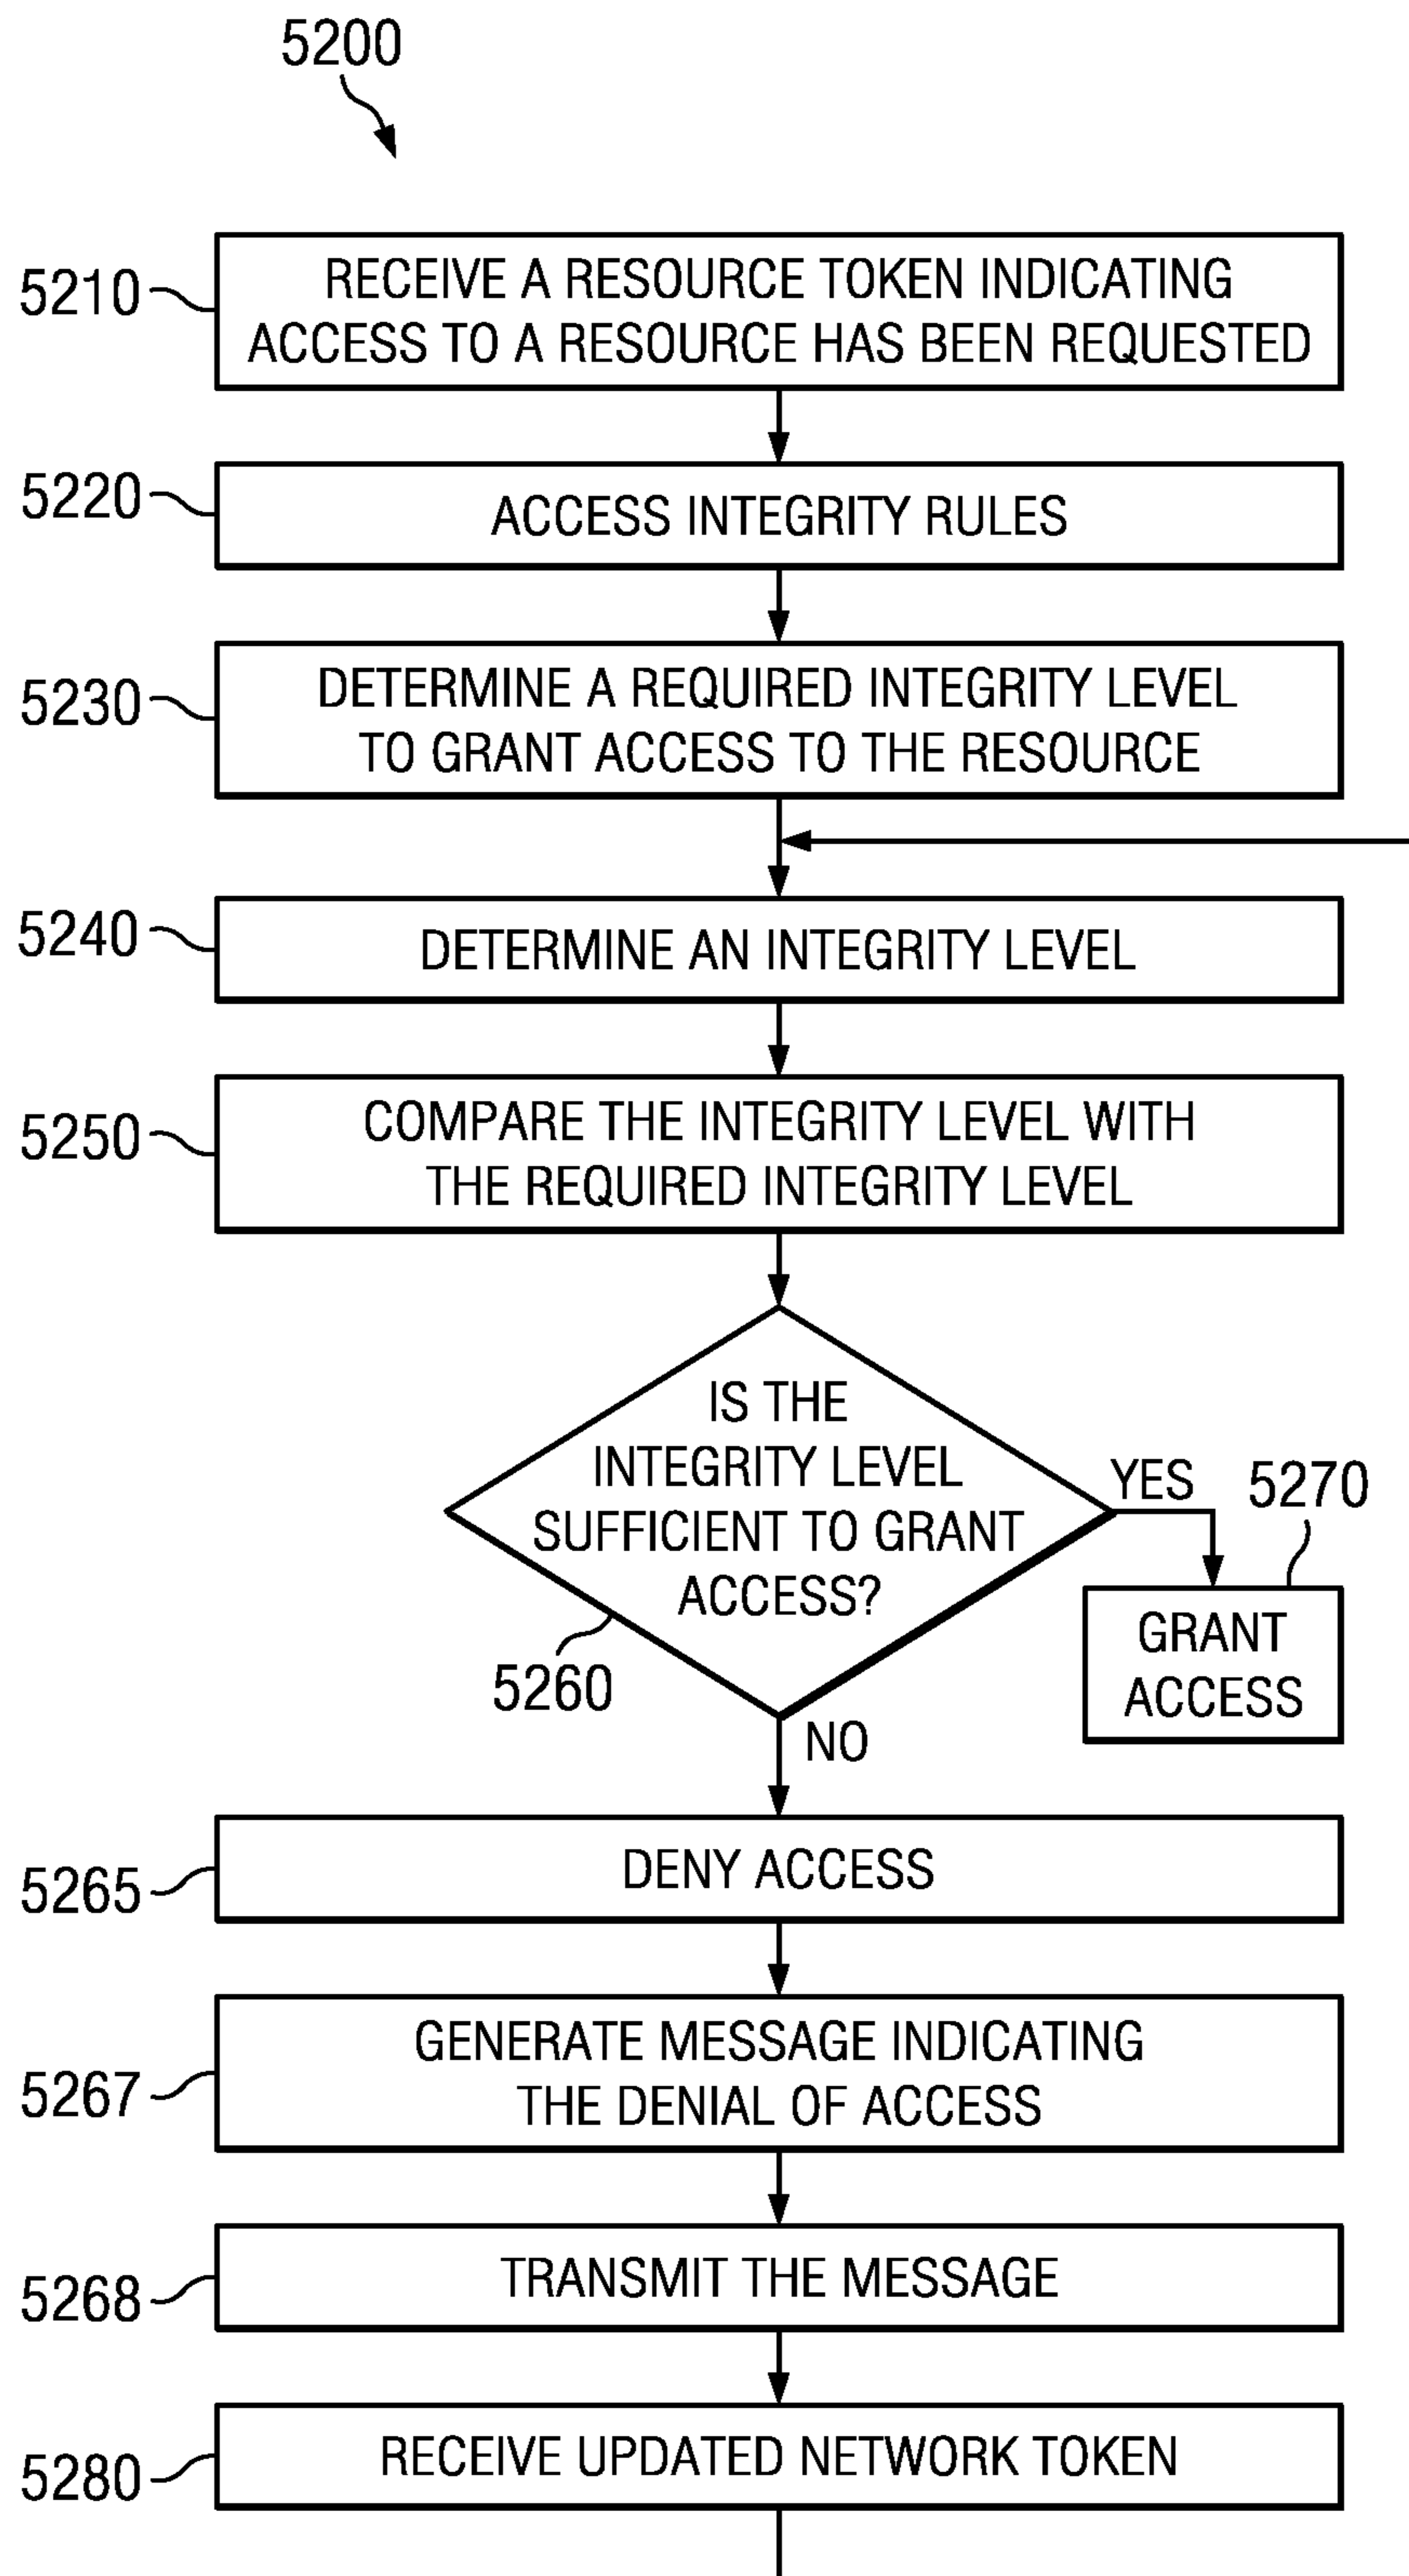 5200
5210
RECEIVE A RESOURCE TOKEN INDICATING
ACCESS TO A RESOURCE HAS BEEN REQUESTED
5220
ACCESS INTEGRITY RULES
5230
DETERMINE A REQUIRED INTEGRITY LEVEL
TO GRANT ACCESS TO THE RESOURCE
5240
DETERMINE AN INTEGRITY LEVEL
5250
COMPARE THE INTEGRITY LEVEL WITH
THE REQUIRED INTEGRITY LEVEL
IS THE
INTEGRITY LEVEL
SUFFICIENT TO GRANT
ACCESS?
5260
YES
5270
GRANT
ACCESS
NO
5265
DENY ACCESS
5267
GENERATE MESSAGE INDICATING
THE DENIAL OF ACCESS
5268
TRANSMIT THE MESSAGE
5280
RECEIVE UPDATED NETWORK TOKEN